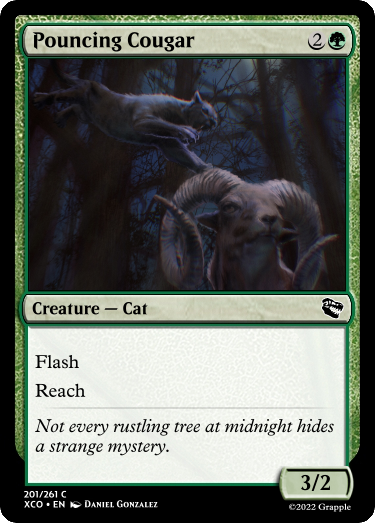 Pouncing Cougar 2
Creature — Cat
Flash
Reach
Not every rustling tree at midnight hides
a strange mystery.
3/2
201/261 C
XCO • EN DANIEL GONZALEZ
©2022 Grapple